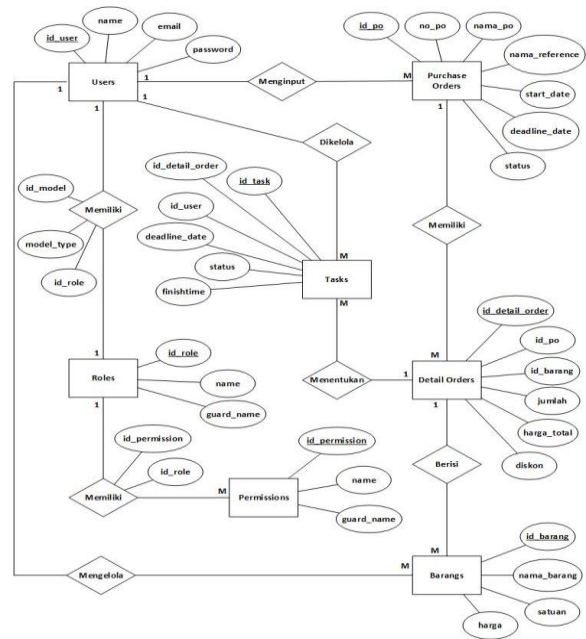 name
id_user
email
password
Users
1
1
1
1
Menginput
M
id_po
no_po
nama_po
nama_reference
Purchase
Orders
start_date
deadline_date
status
1
Dikelola
id_detail_order
id_task
id_user
deadline_date
status
finishtime
M
Tasks
M
id_model
Memiliki
model_type
id_role
Memiliki
id_detail_order
id_po
id_barang
jumlah
harga_total
diskon
M
Detail Orders
1
1
Menentukan
1
Roles
1
id_role
name
guard_name
id_permission
id_role
Memiliki
M
Permissions
id_permission
name
guard_name
Berisi
M
Mengelola
M
Barangs
id_barang
nama_barang
satuan
harga